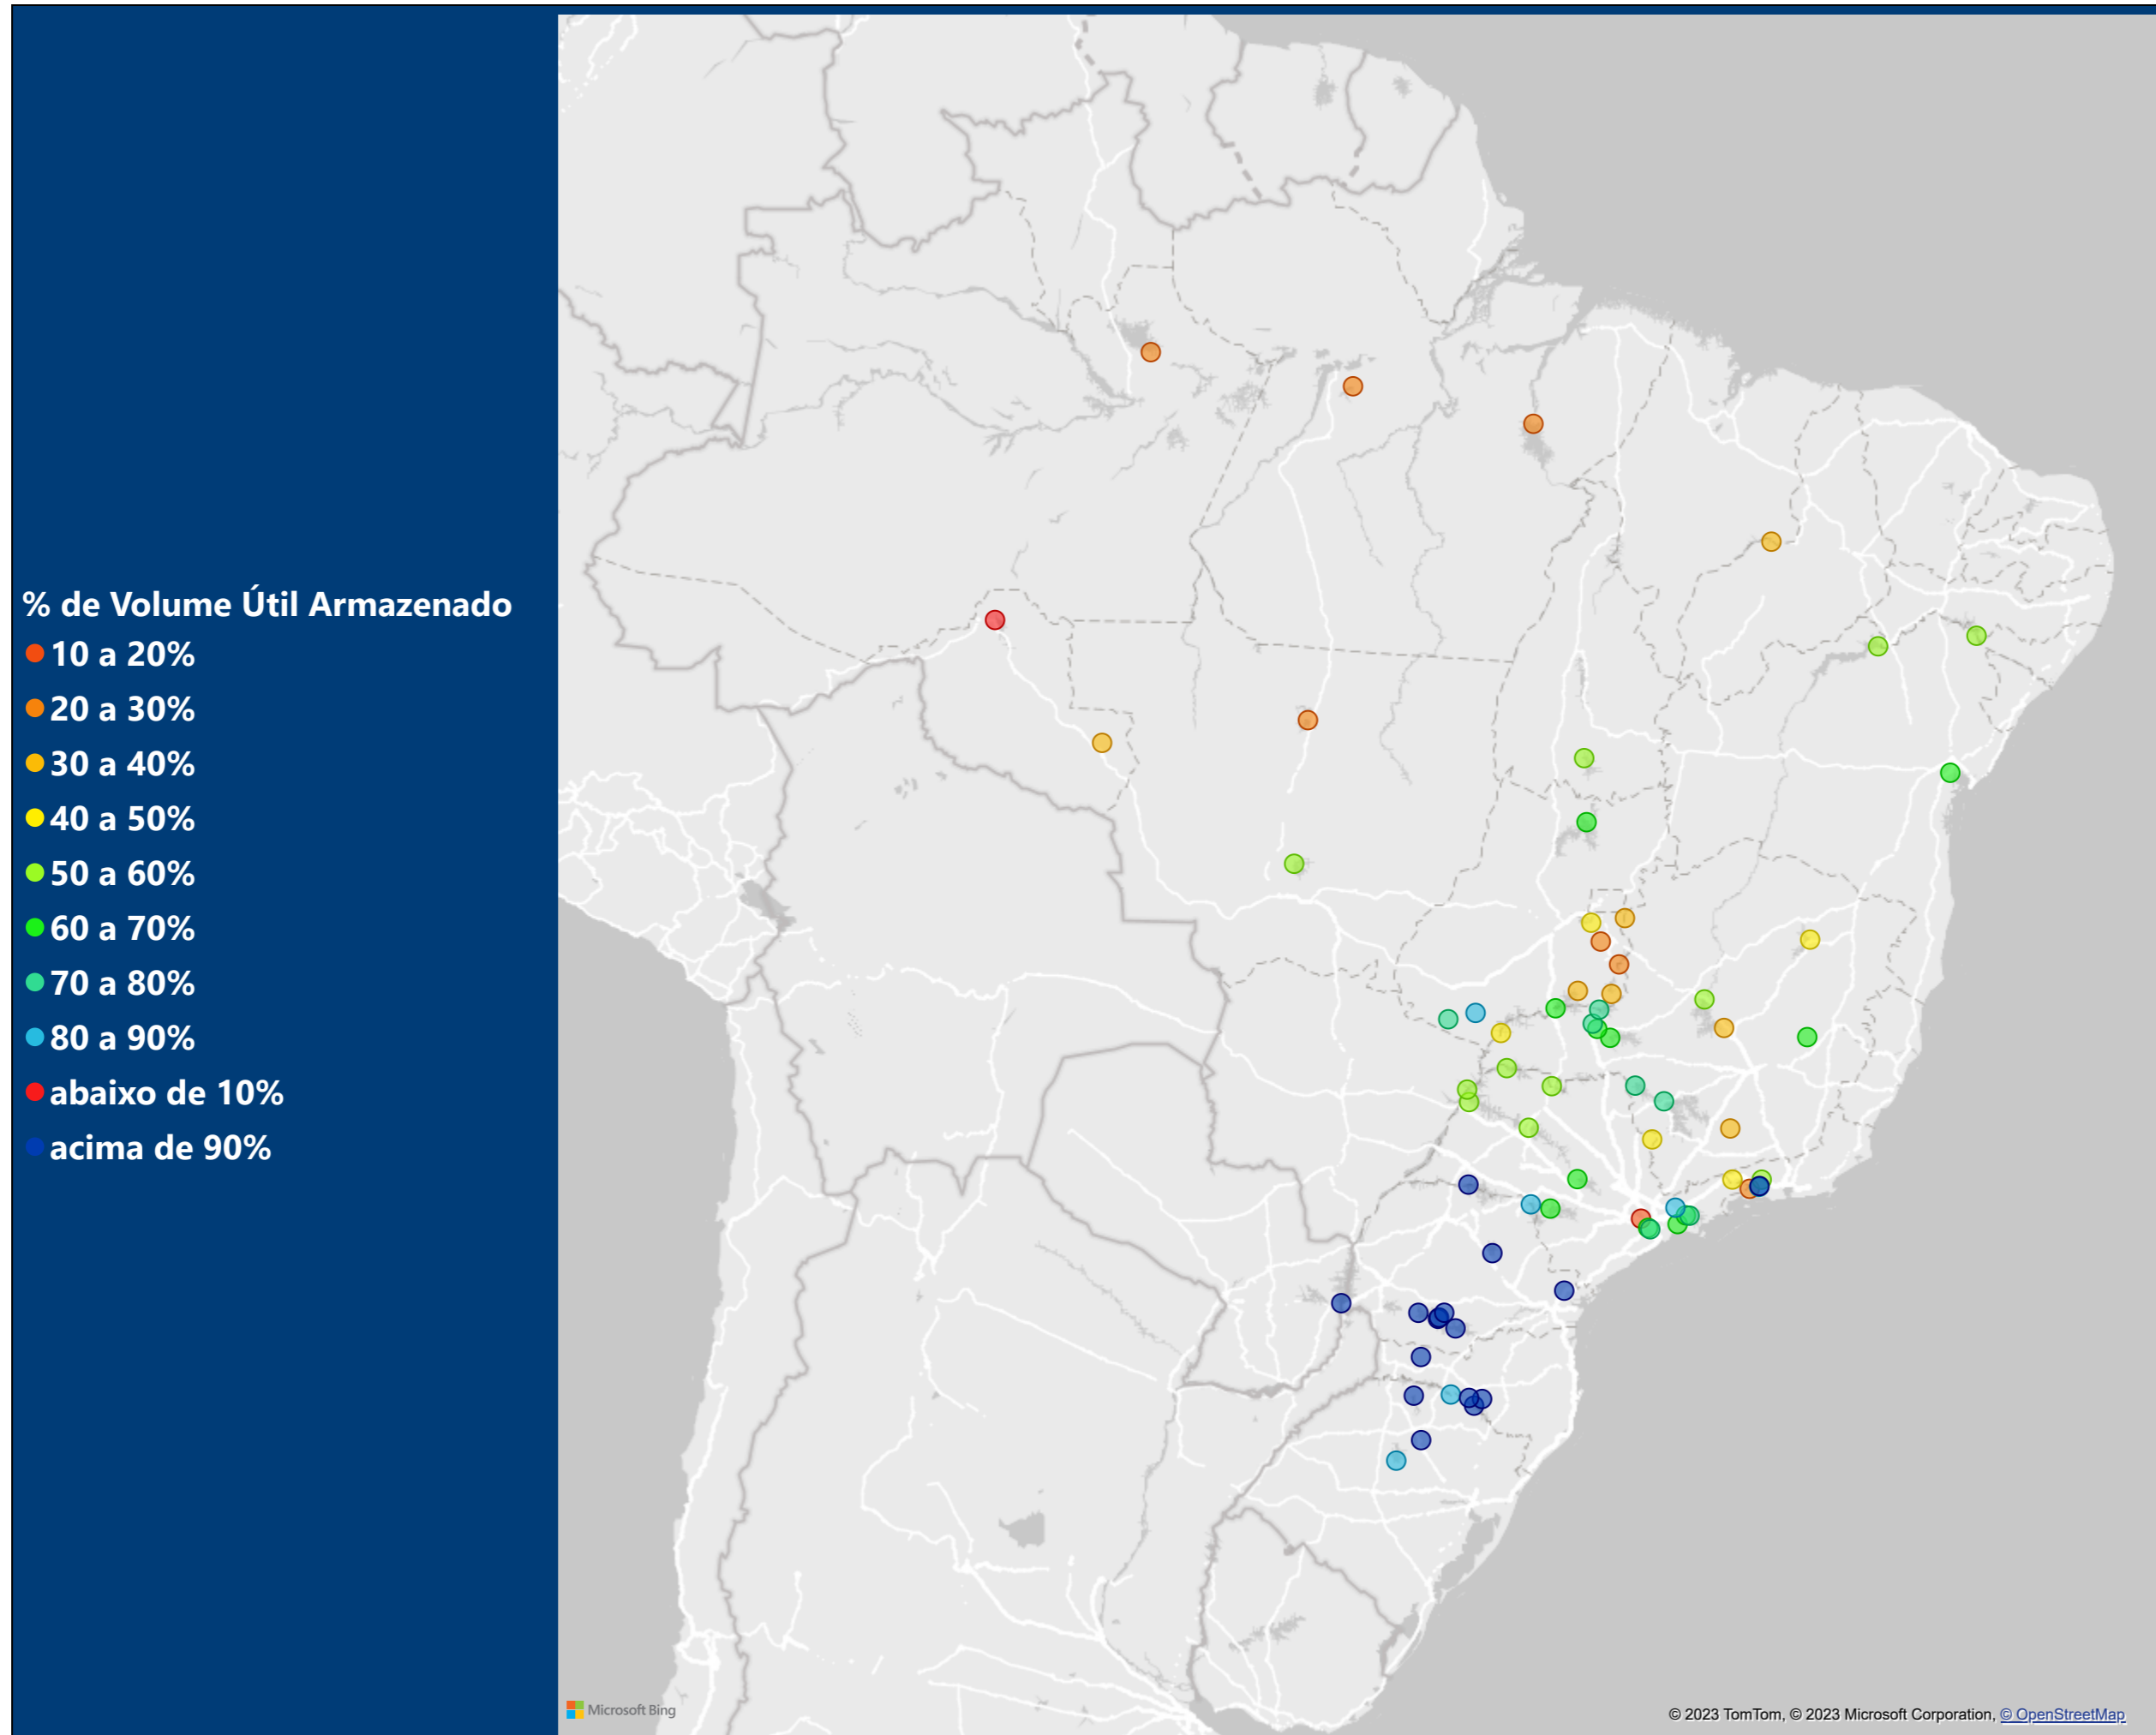 % de Volume Útil Armazenado
10 a 20%
20 a 30%
30 a 40%
40 a 50%
50 a 60%
60 a 70%
70 a 80%
80 a 90%
abaixo de 10%
acima de 90%
Microsoft Bing
© 2023 TomTom, © 2023 Microsoft Corporation, © OpenStreetMap